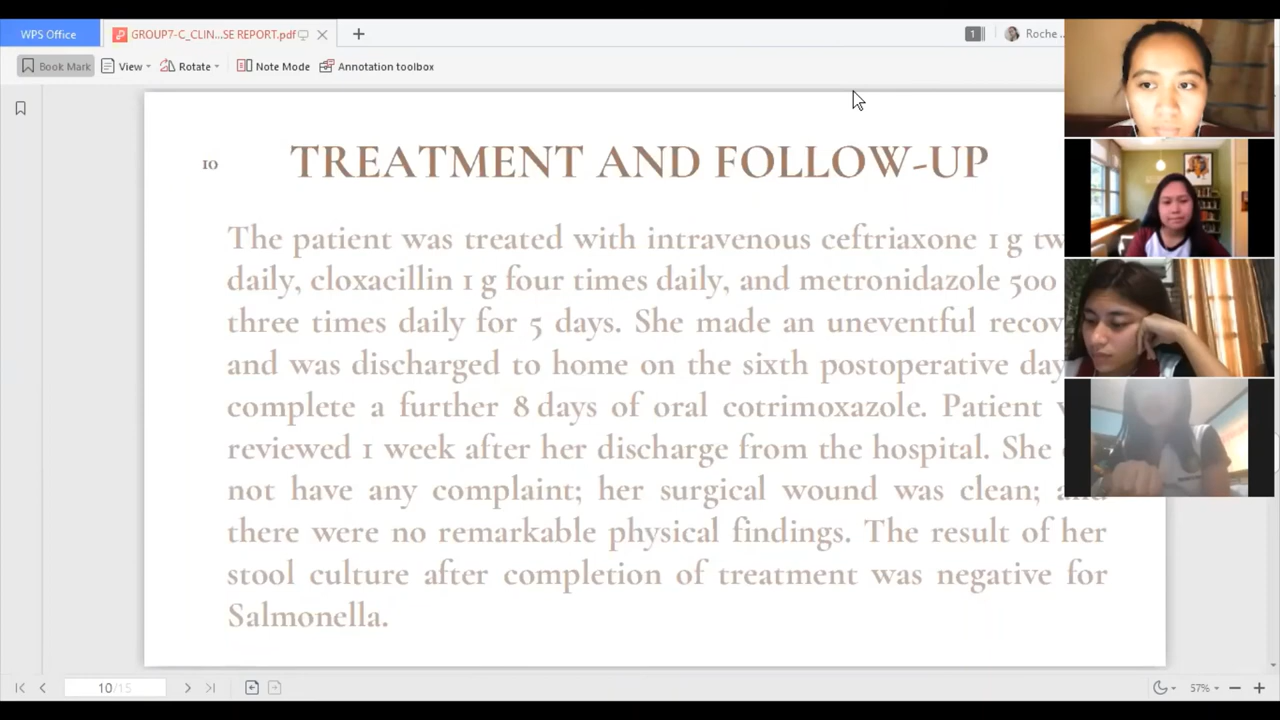 WPS Office
GROUP7-C_CLIN...SE REPORT.pdf
1
Roche ..
Book Mark
View
Rotate
Note Mode
Annotation toolbox
10
TREATMENT AND FOLLOW-UP
The patient was treated with intravenous ceftriaxone 1 g
daily, cloxacillin 1 g four times daily, and metronidazole 500
three times daily for 5 days. She made an uneventful
and was discharged to home on the sixth postoperative day
complete a further 8 days of oral cotrimoxazole. Patient
reviewed 1 week after her discharge from the hospital. She
not have any complaint; her surgical wound was clean; and
there were no remarkable physical findings. The result of her
stool culture after completion of treatment was negative for
Salmonella.
10/15
57%